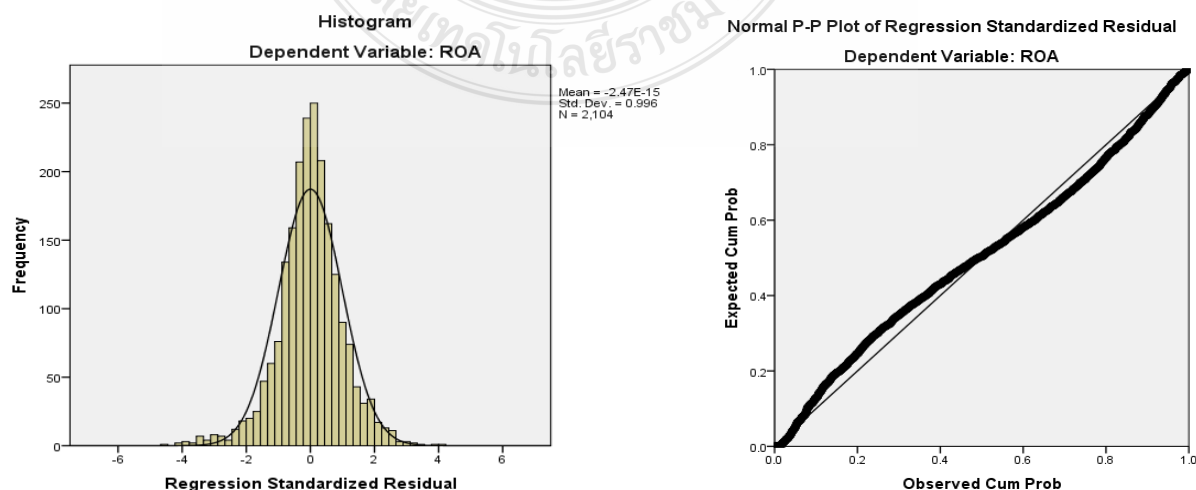 Histogram
Dependent Variable: ROA
Mean = -2.47E-15
Std. Dev. = 0.996
N = 2,104
Frequency
250
200
150
100
50
0
-6 -4 -2 0 2 4 6
Regression Standardized Residual
Normal P-P Plot of Regression Standardized Residual
Dependent Variable: ROA
Expected Cum Prob
1.0
0.8
0.6
0.4
0.2
0.0
0.0 0.2 0.4 0.6 0.8 1.0
Observed Cum Prob